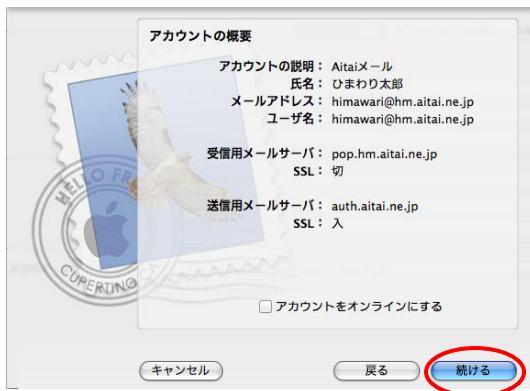 アカウントの概要
アカウントの説明： Aitaiメール
氏名： ひまわり太郎
メールアドレス： himawari@hm.aitai.ne.jp
ユーザ名： himawari@hm.aitai.ne.jp
受信用メールサーバ： pop.hm.aitai.ne.jp
SSL： 切
送信用メールサーバ： auth.aitai.ne.jp
SSL： 入
HELLO FR
CUPERTINO CA
アカウントをオンラインにする
キャンセル 戻る 続ける